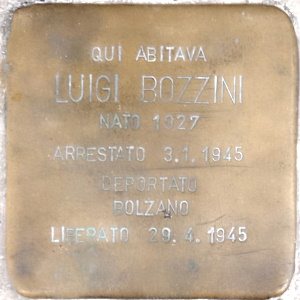 QUI ABITAVA
LUIGI BOZZINI
NATO 1927
ARRESTATO 3.1.1945
DEPORTATO
BOLZANO
LIBERATO 29.4.1945